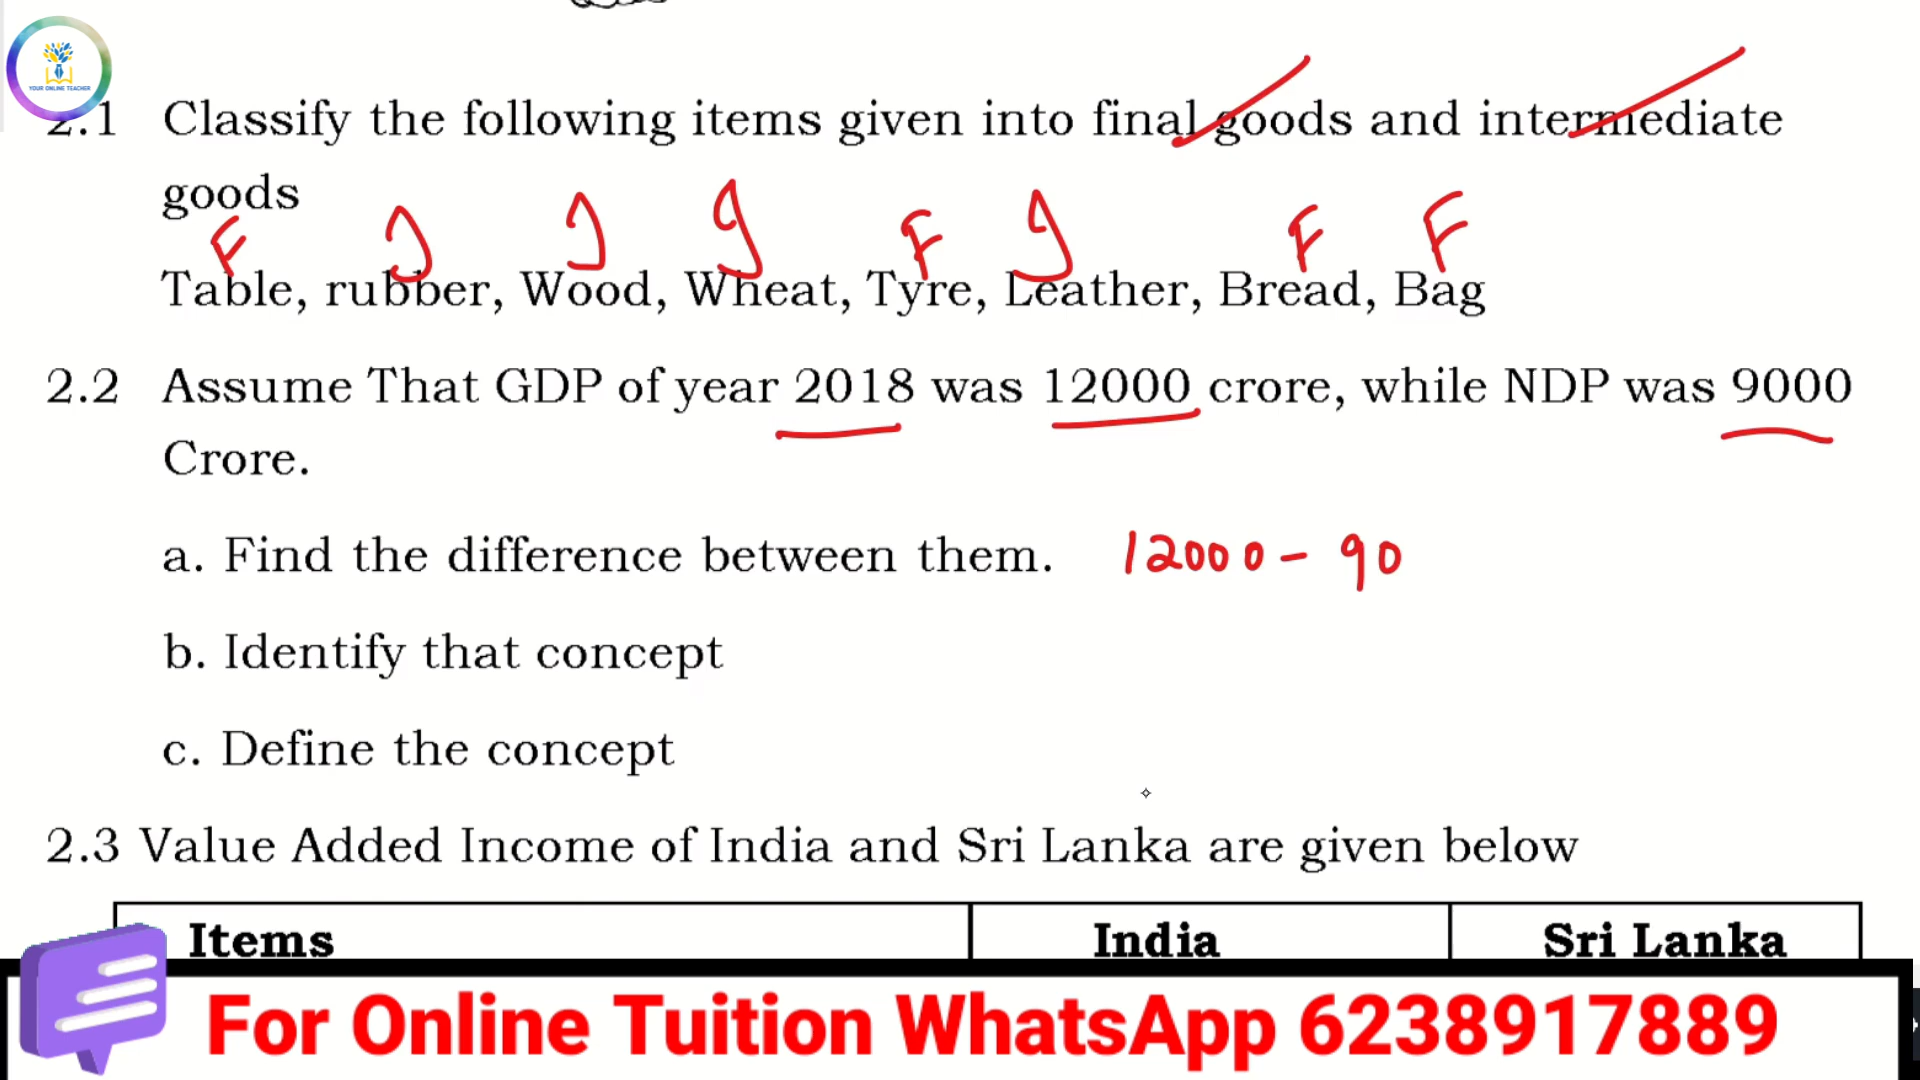 YOUR ONLINE TEACHER
2.1 Classify the following items given into final goods and intermediate
goods
F I I I F I F F
Table, rubber, Wood, Wheat, Tyre, Leather, Bread, Bag
2.2 Assume That GDP of year 2018 was 12000 crore, while NDP was 9000
Crore.
a. Find the difference between them. 12000 - 90
b. Identify that concept
c. Define the concept
2.3 Value Added Income of India and Sri Lanka are given below
Items India Sri Lanka
For Online Tuition WhatsApp 6238917889